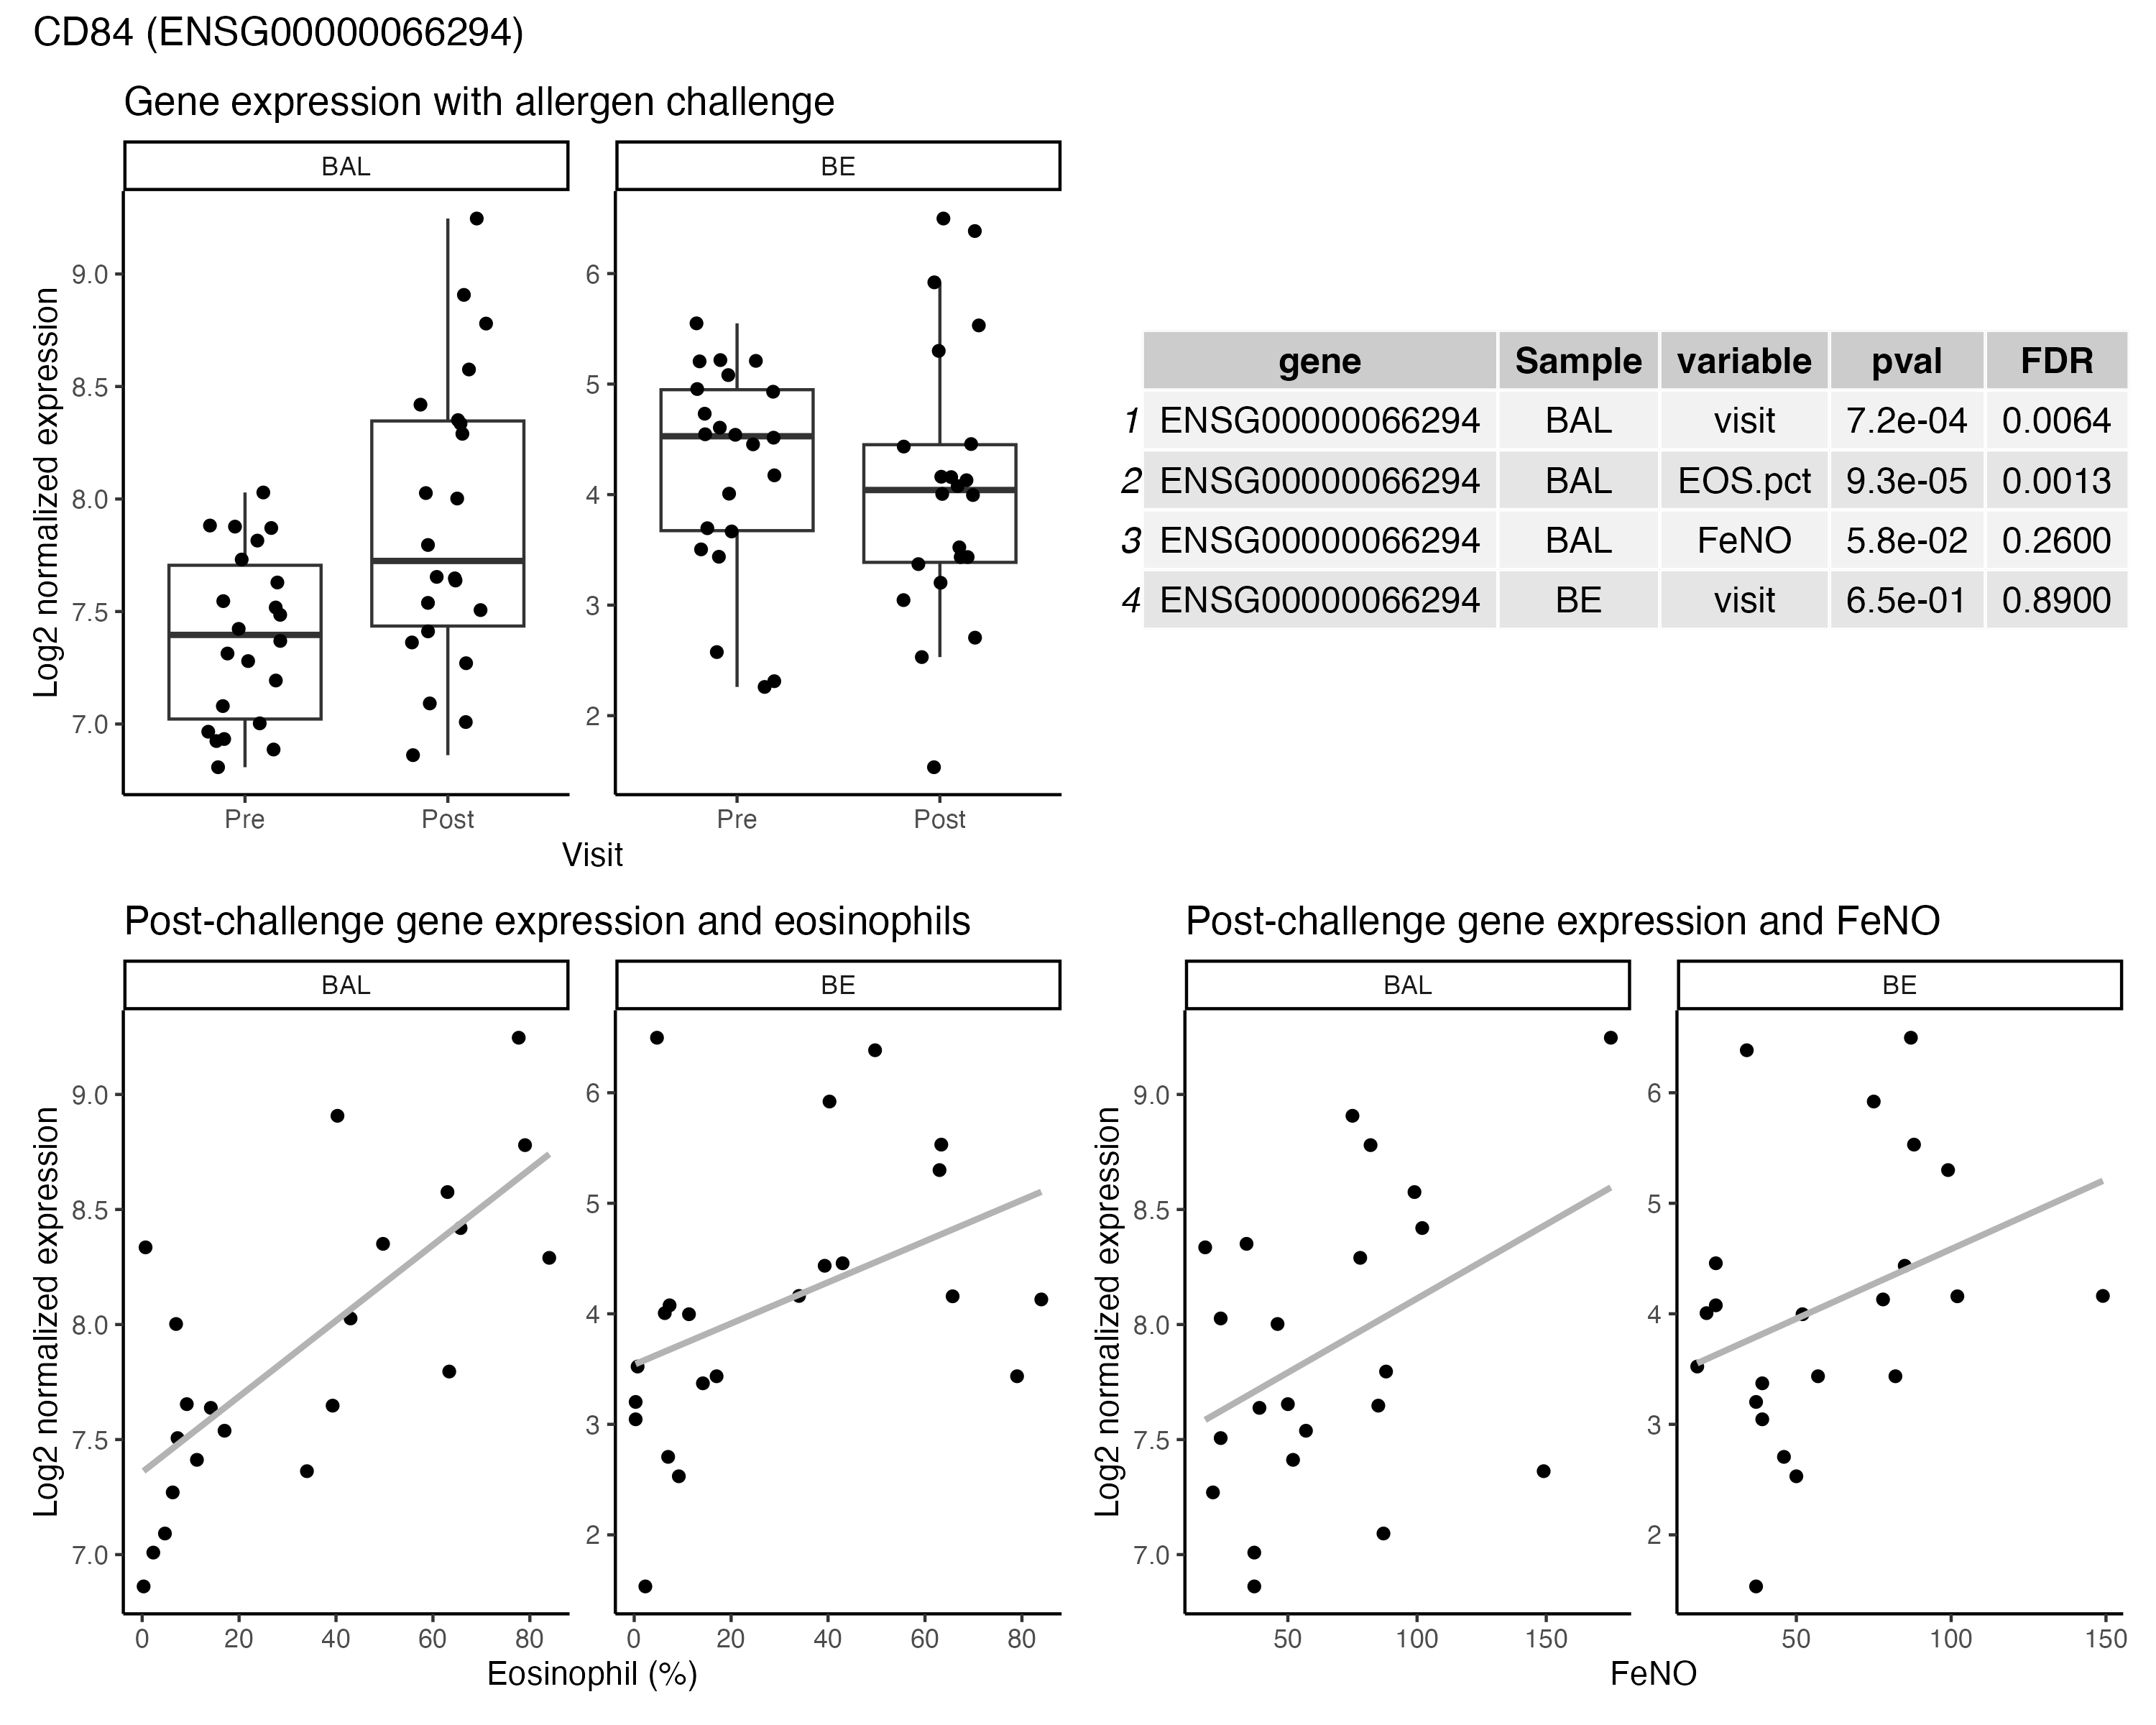 CD84 (ENSG00000066294)
Gene expression with allergen challenge
BAL
BE
Log2 normalized expression
9.0
8.5
8.0
7.5
7.0
6
5
4
3
2
Pre
Post
Pre
Post
Visit
gene Sample variable pval FDR
1 ENSG00000066294 BAL visit 7.2e-04 0.0064
2 ENSG00000066294 BAL EOS.pct 9.3e-05 0.0013
3 ENSG00000066294 BAL FeNO 5.8e-02 0.2600
4 ENSG00000066294 BE visit 6.5e-01 0.8900
Post-challenge gene expression and eosinophils
BAL
BE
Log2 normalized expression
9.0
8.5
8.0
7.5
7.0
6
5
4
3
2
0 20 40 60 80
0 20 40 60 80
Eosinophil (%)
Post-challenge gene expression and FeNO
BAL
BE
Log2 normalized expression
9.0
8.5
8.0
7.5
7.0
6
5
4
3
2
50 100 150
50 100 150
FeNO